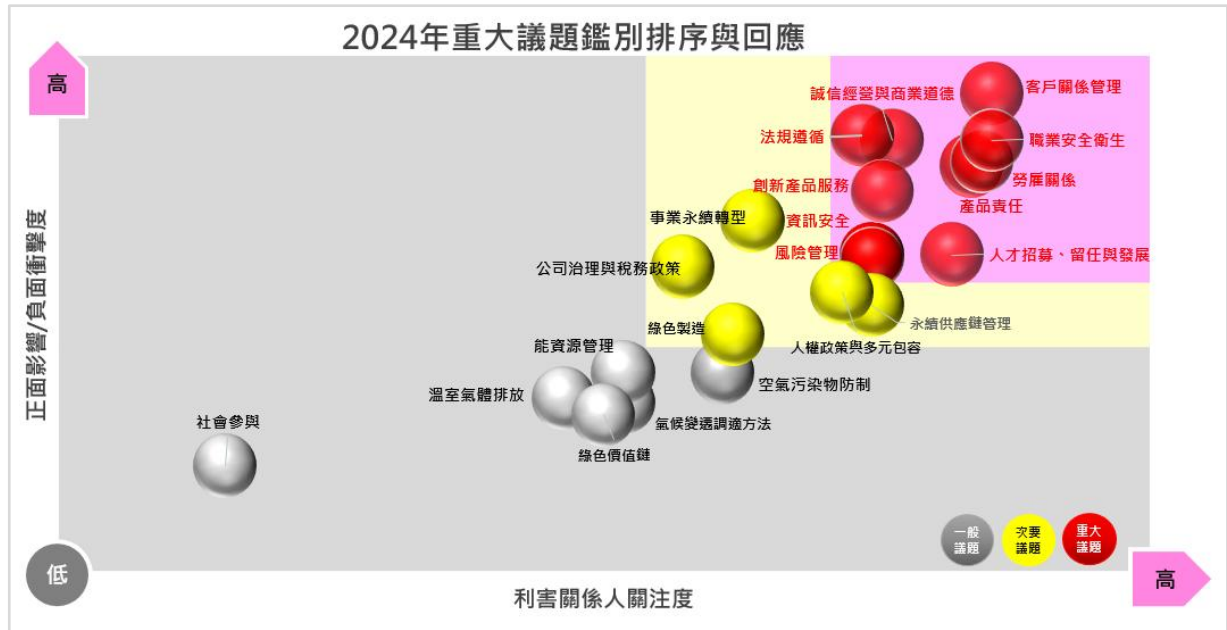 2024年重大議題鑑別排序與回應
高
誠信經營與商業道德
客戶關係管理
法規遵循
職業安全衛生
勞雇關係
創新產品服務
產品責任
事業永續轉型
資訊安全
風險管理
人才招募、留任與發展
公司治理與稅務政策
永續供應鏈管理
綠色製造
人權政策與多元包容
能資源管理
空氣污染物防制
溫室氣體排放
氣候變遷調適方法
社會參與
綠色價值鏈
正面影響/負面衝擊度
一般
議題
次要
議題
重大
議題
低
高
利害關係人關注度